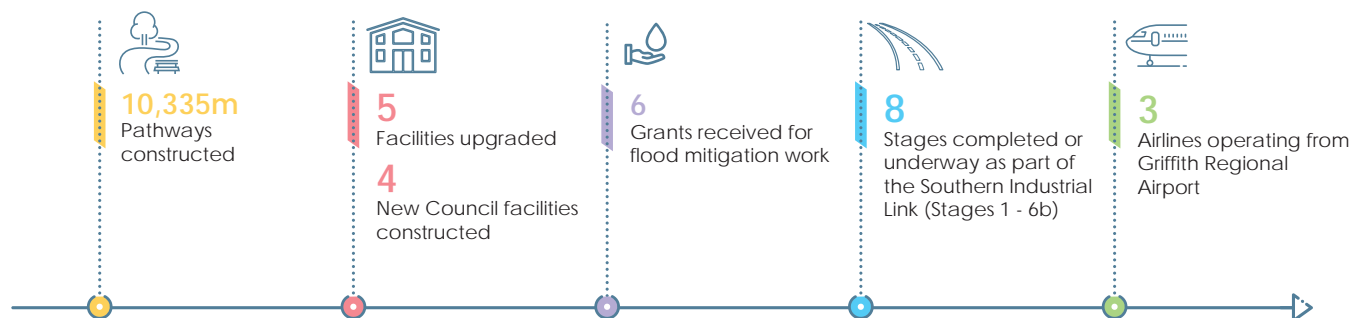 10,335m
Pathways
constructed
5
Facilities upgraded
4
New Council facilities
constructed
6
Grants received for
flood mitigation work
8
Stages completed or
underway as part of
the Southern Industrial
Link (Stages 1 - 6b)
3
Airlines operating from
Griffith Regional
Airport